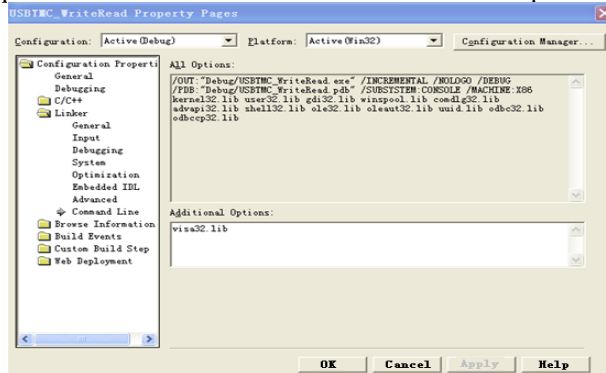 USBTMC_WriteRead Property Pages
Configuration: Active(Debug) Platform: Active(Win32) Configuration Manager...
Configuration Properti
General
Debugging
C/C++
Linker
General
Input
Debugging
System
Optimization
Embedded IDL
Advanced
Command Line
Browse Information
Build Events
Custom Build Step
Web Deployment
All Options:
/OUT:"Debug/USBTMC_WriteRead.exe" /INCREMENTAL /NOLOGO /DEBUG
/PDB:"Debug/USBTMC_WriteRead.pdb" /SUBSYSTEM:CONSOLE /MACHINE:X86
kernel32.lib user32.lib gdi32.lib winspool.lib comdlg32.lib
advapi32.lib shell32.lib ole32.lib oleaut32.lib uuid.lib odbc32.lib
odbccp32.lib
Additional Options:
visa32.lib
OK Cancel Apply Help